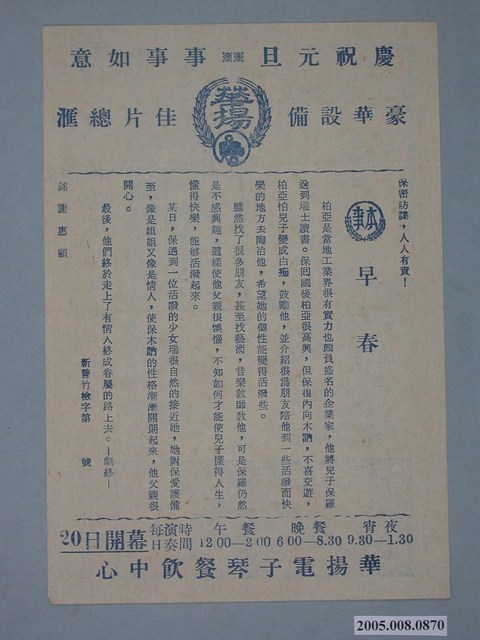 慶祝元旦 事事如意
豪華設備 佳片總滙
華揚
保密防諜,人人有責!
本事
早春
柏亞是當地工業界很有實力也頗負盛名的企業家,他將兒子保羅
送到瑞士讀書。保回國後柏亞很高興,但保很內向木訥,不喜交遊,
柏亞怕兒子變成白痴,鼓勵他,並介紹很爲朋友陪他到一些活潑而快
樂的地方去陶冶他,希望她的個性能變得活潑些。
雖然找了很多朋友,甚至找藝術,音樂敎師敎他,可是保羅仍然
是不感興趣,這樣使他父親很懊惱,不知如何才能使兒子懂得人生,
懂得快樂,能够活潑起來。
某日,保遇到一位活潑的少女瑞很自然的接近她,她對保愛護備
至,像是姐姐又像是情人,使保木訥的性格漸漸開朗起來,他父親很
開心。
最後,他們終於走上了有情人終成眷屬的路上去。—劇終—
新警竹檢字第 號
銘謝惠顧
20日開幕 每日演奏時間 午餐 12 00—2 00 晚餐 6 00—8.30 宵夜 9.30—1.30
華揚電子琴餐飲中心
2005.008.0870